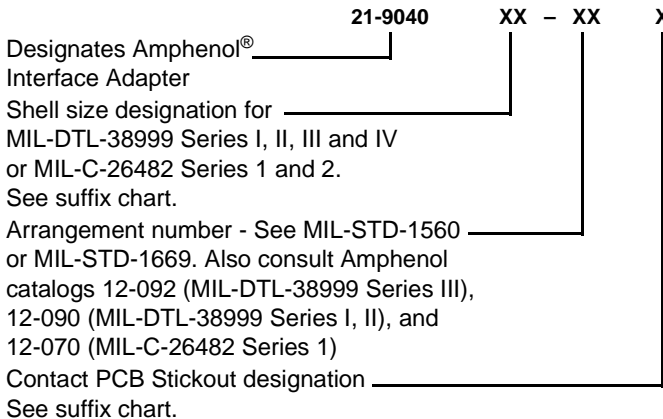 21-9040 XX – XX
Designates Amphenol®
Interface Adapter
Shell size designation for
MIL-DTL-38999 Series I, II, III and IV
or MIL-C-26482 Series 1 and 2.
See suffix chart.
Arrangement number - See MIL-STD-1560
or MIL-STD-1669. Also consult Amphenol
catalogs 12-092 (MIL-DTL-38999 Series III),
12-090 (MIL-DTL-38999 Series I, II), and
12-070 (MIL-C-26482 Series 1)
Contact PCB Stickout designation
See suffix chart.